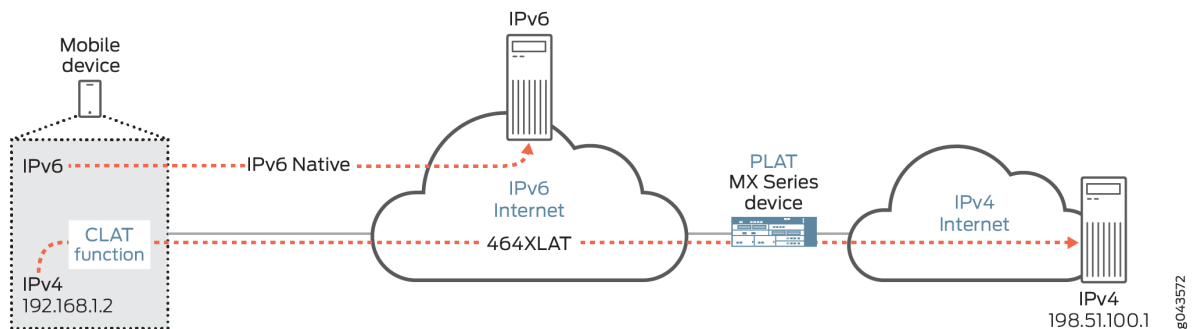 IPv6
Mobile
device
IPv6
IPv6 Native
IPv6
Internet
PLAT
MX Series
device
IPv4
Internet
CLAT
function
464XLAT
IPv4
192.168.1.2
IPv4
198.51.100.1
g043572